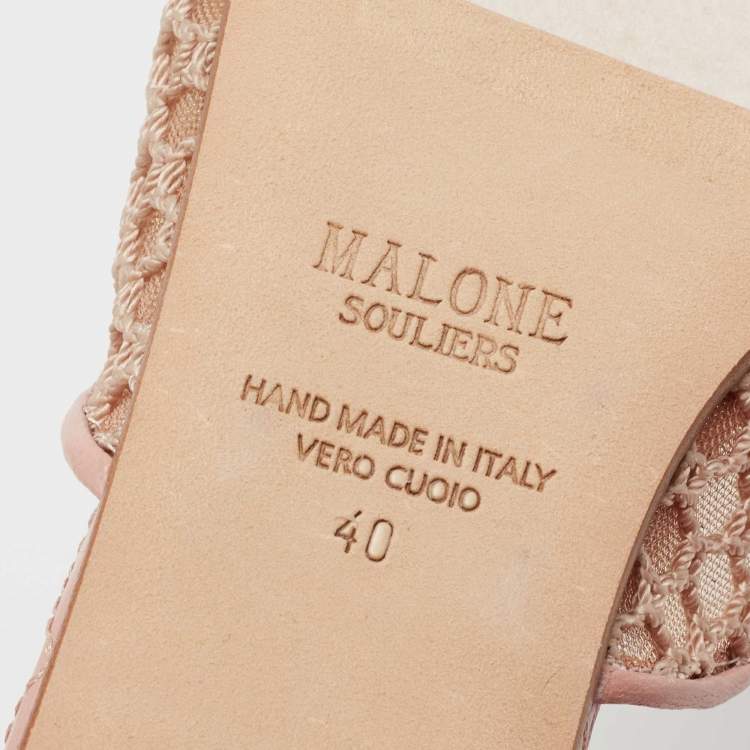 MALONE
SOULIERS
HAND MADE IN ITALY
VERO CUOIO
40